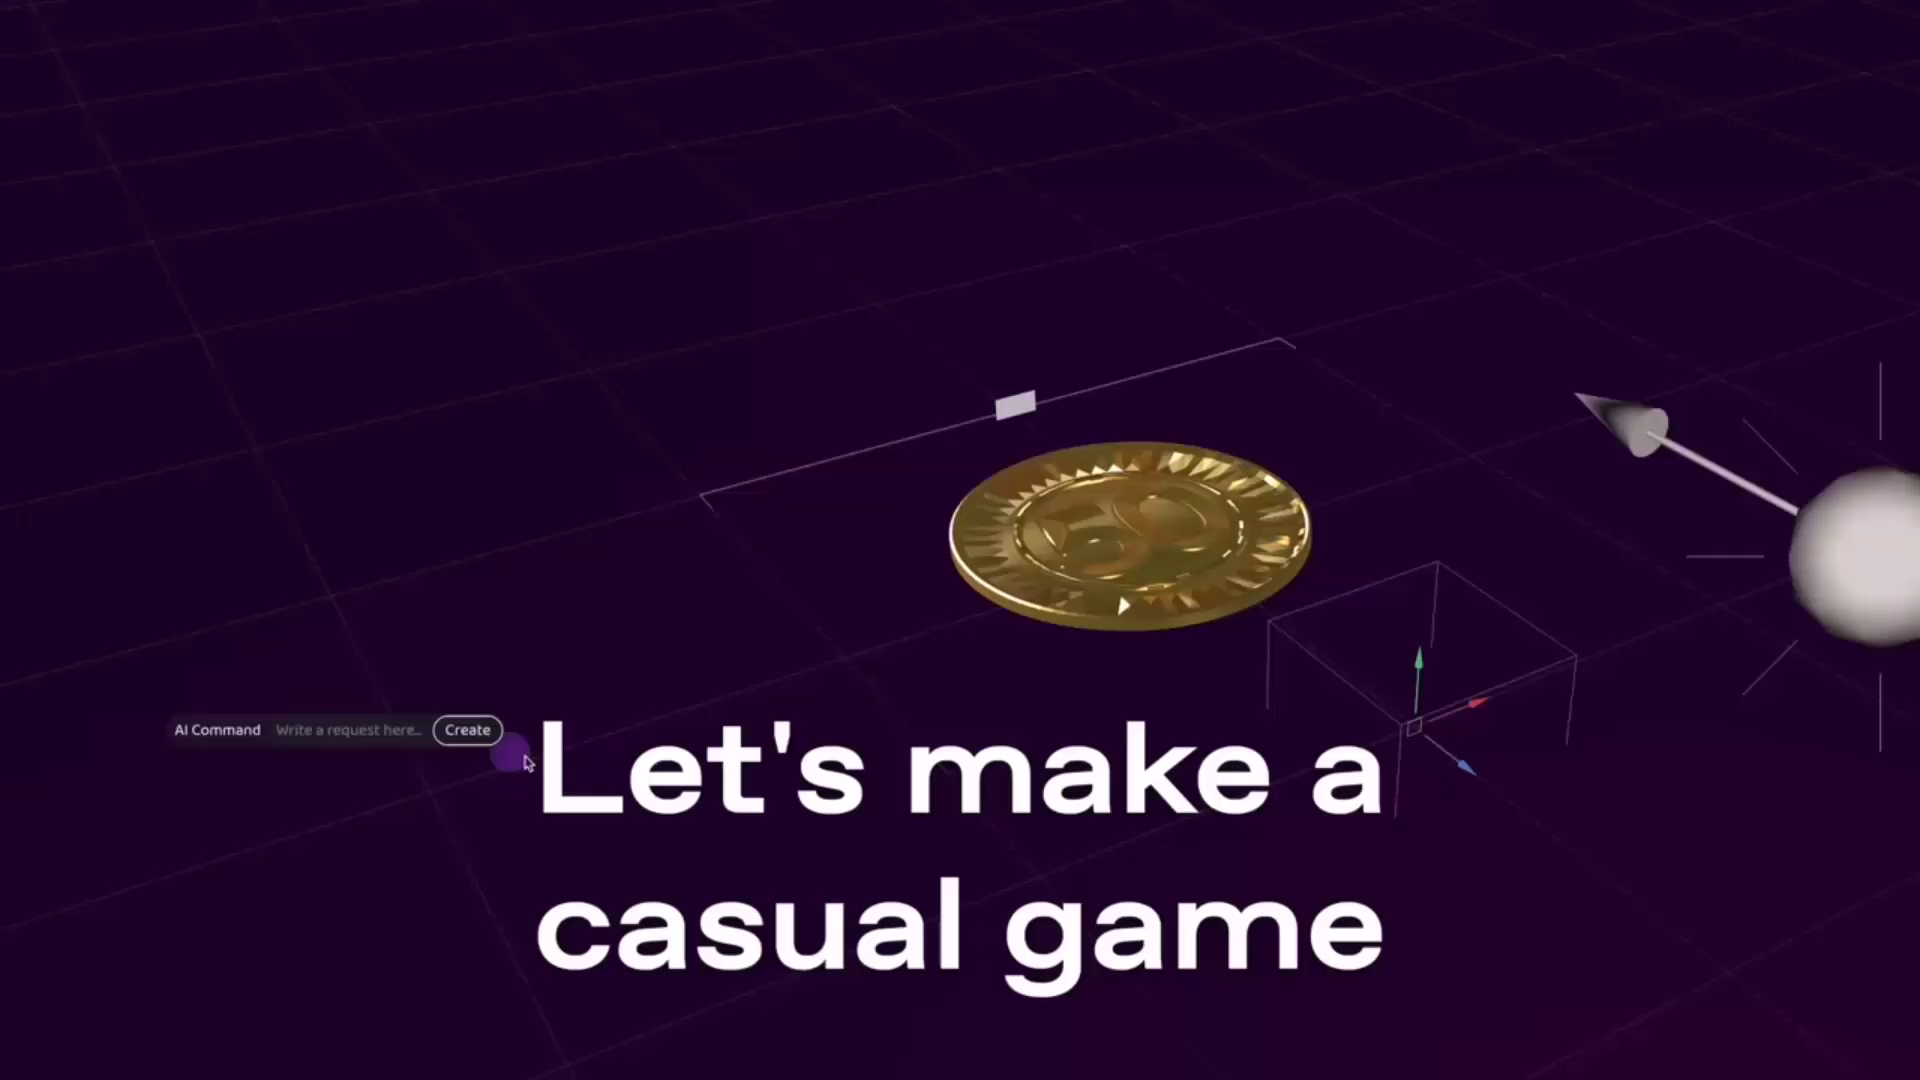 AI Command Write a request here... Create
Let's make a
casual game